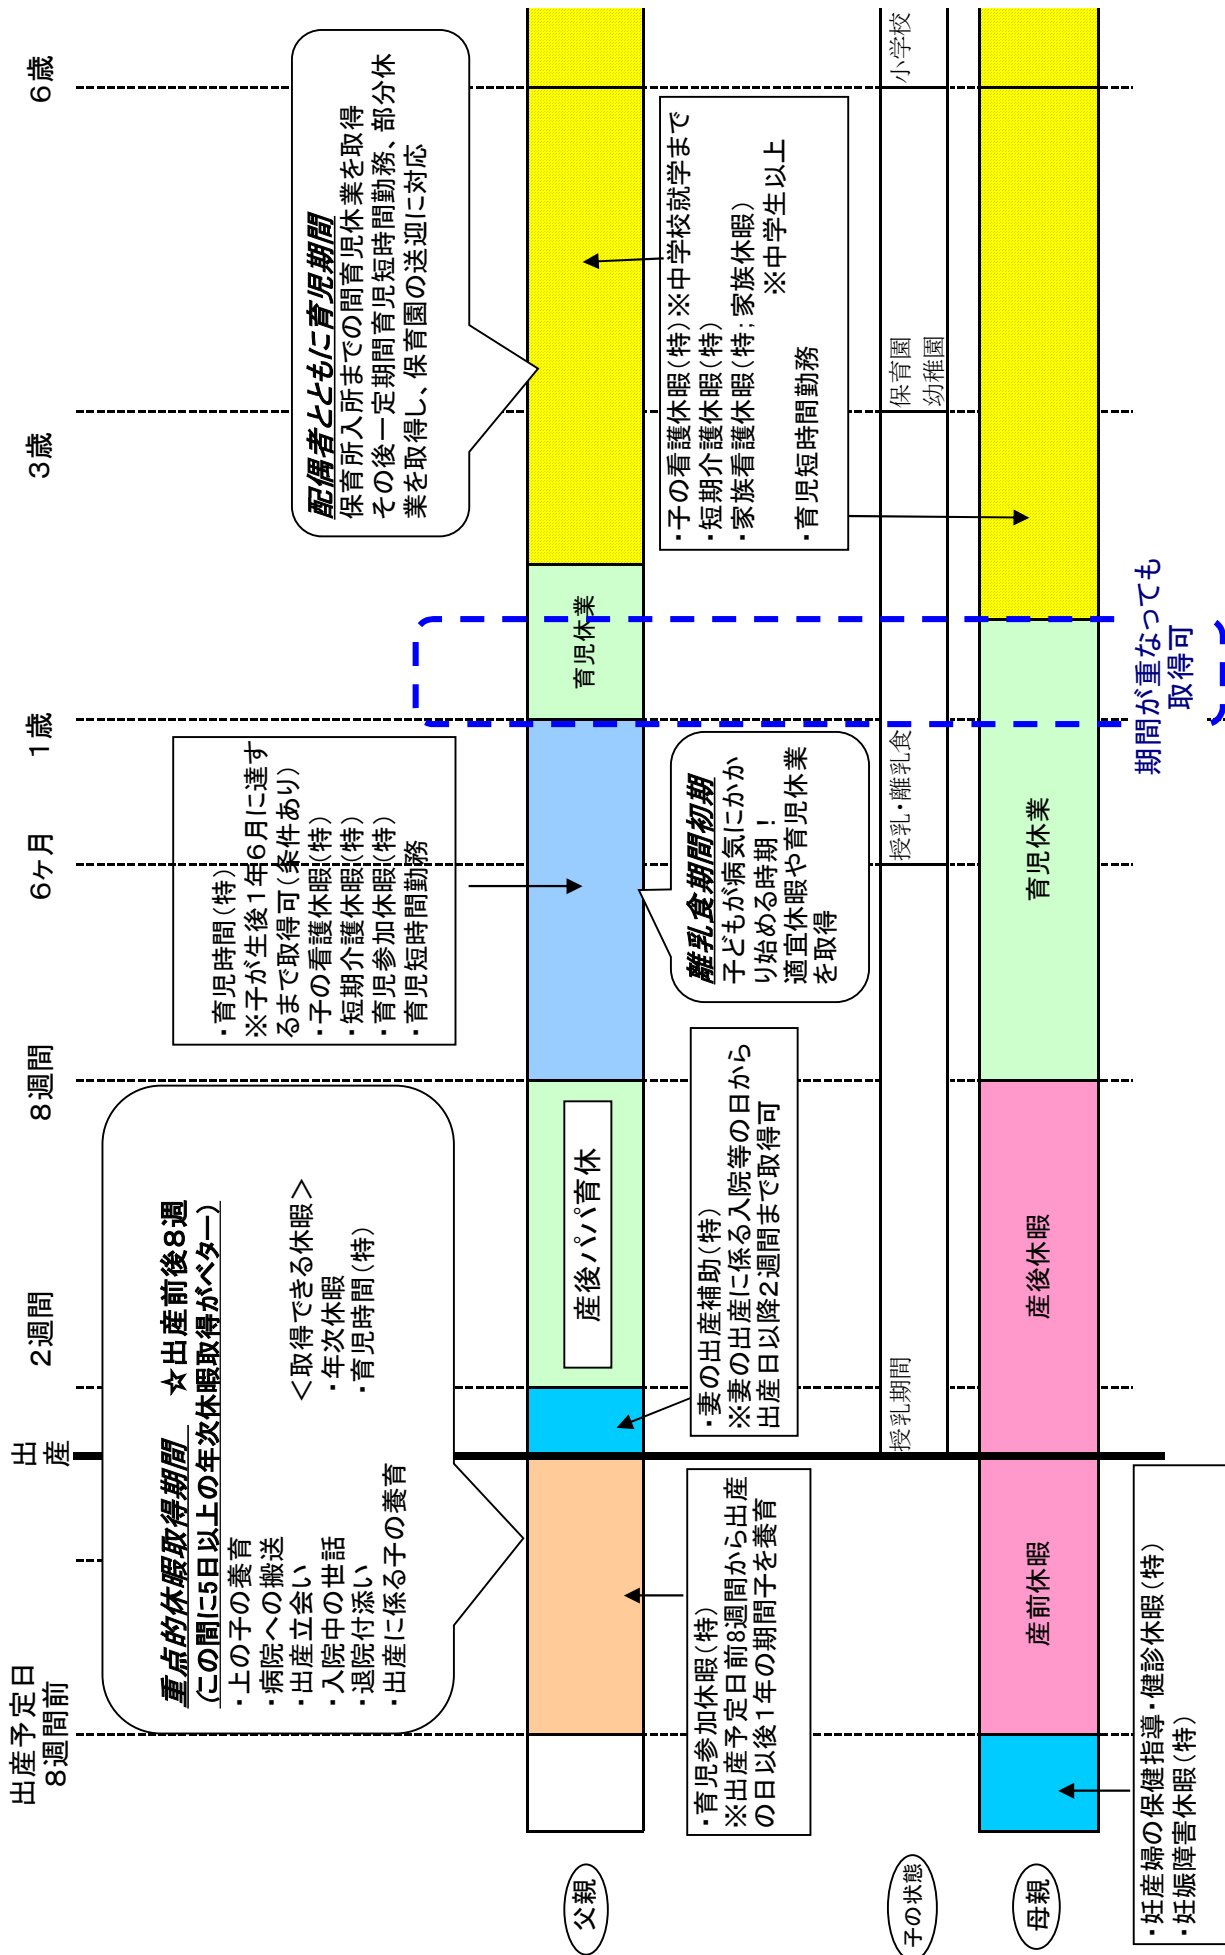 出産予定日
8週間前
出
産
2週間
8週間
6ヶ月
1歳
3歳
6歳
重点的休暇取得期間　☆出産前後8週
(この間に5日以上の年次休暇取得がベター)
・上の子の養育
・病院への搬送
・出産立会い
・入院中の世話
・退院付添い
・出産に係る子の養育
＜取得できる休暇＞
・年次休暇
・育児時間(特)
・育児時間(特)
※子が生後1年6月に達す
るまで取得可(条件あり)
・子の看護休暇(特)
・短期介護休暇(特)
・育児参加休暇(特)
・育児短時間勤務
配偶者とともに育児期間
保育所入所までの間育児休業を取得
その後一定期間育児短時間勤務、部分休
業を取得し、保育園の送迎に対応
父親
産後パパ育休
育児休業
・育児参加休暇(特)
※出産予定日前8週間から出産
の日以後1年の期間子を養育
・妻の出産補助(特)
※妻の出産に係る入院等の日から
出産日以降2週間まで取得可
離乳食期間初期
子どもが病気にかか
り始める時期！
適宜休暇や育児休業
を取得
・子の看護休暇(特)※中学校就学まで
・短期介護休暇(特)
・家族看護休暇(特；家族休暇)
※中学生以上
・育児短時間勤務
子の状態
授乳期間
授乳・離乳食
保育園
幼稚園
小学校
母親
産前休暇
産後休暇
育児休業
・妊産婦の保健指導・健診休暇(特)
・妊娠障害休暇(特)
期間が重なっても
取得可